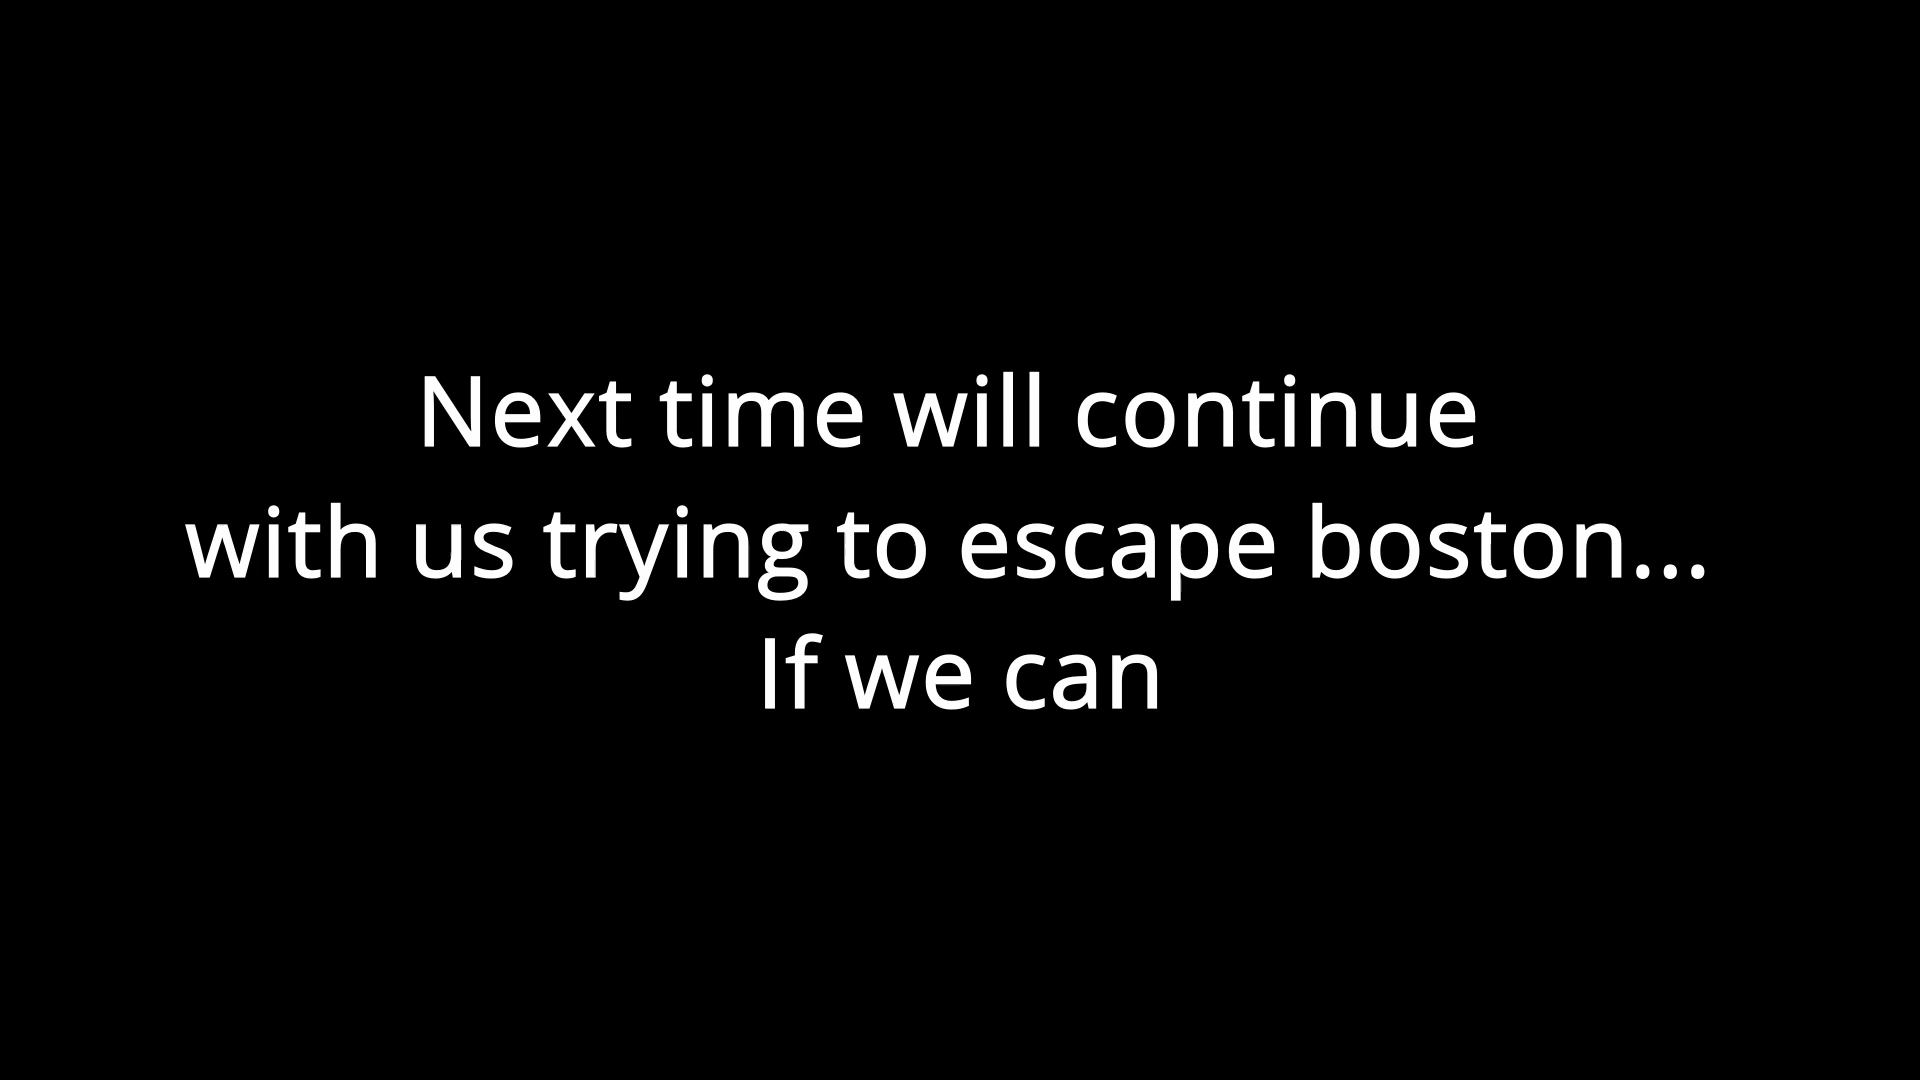 Next time will continue
with us trying to escape boston...
If we can